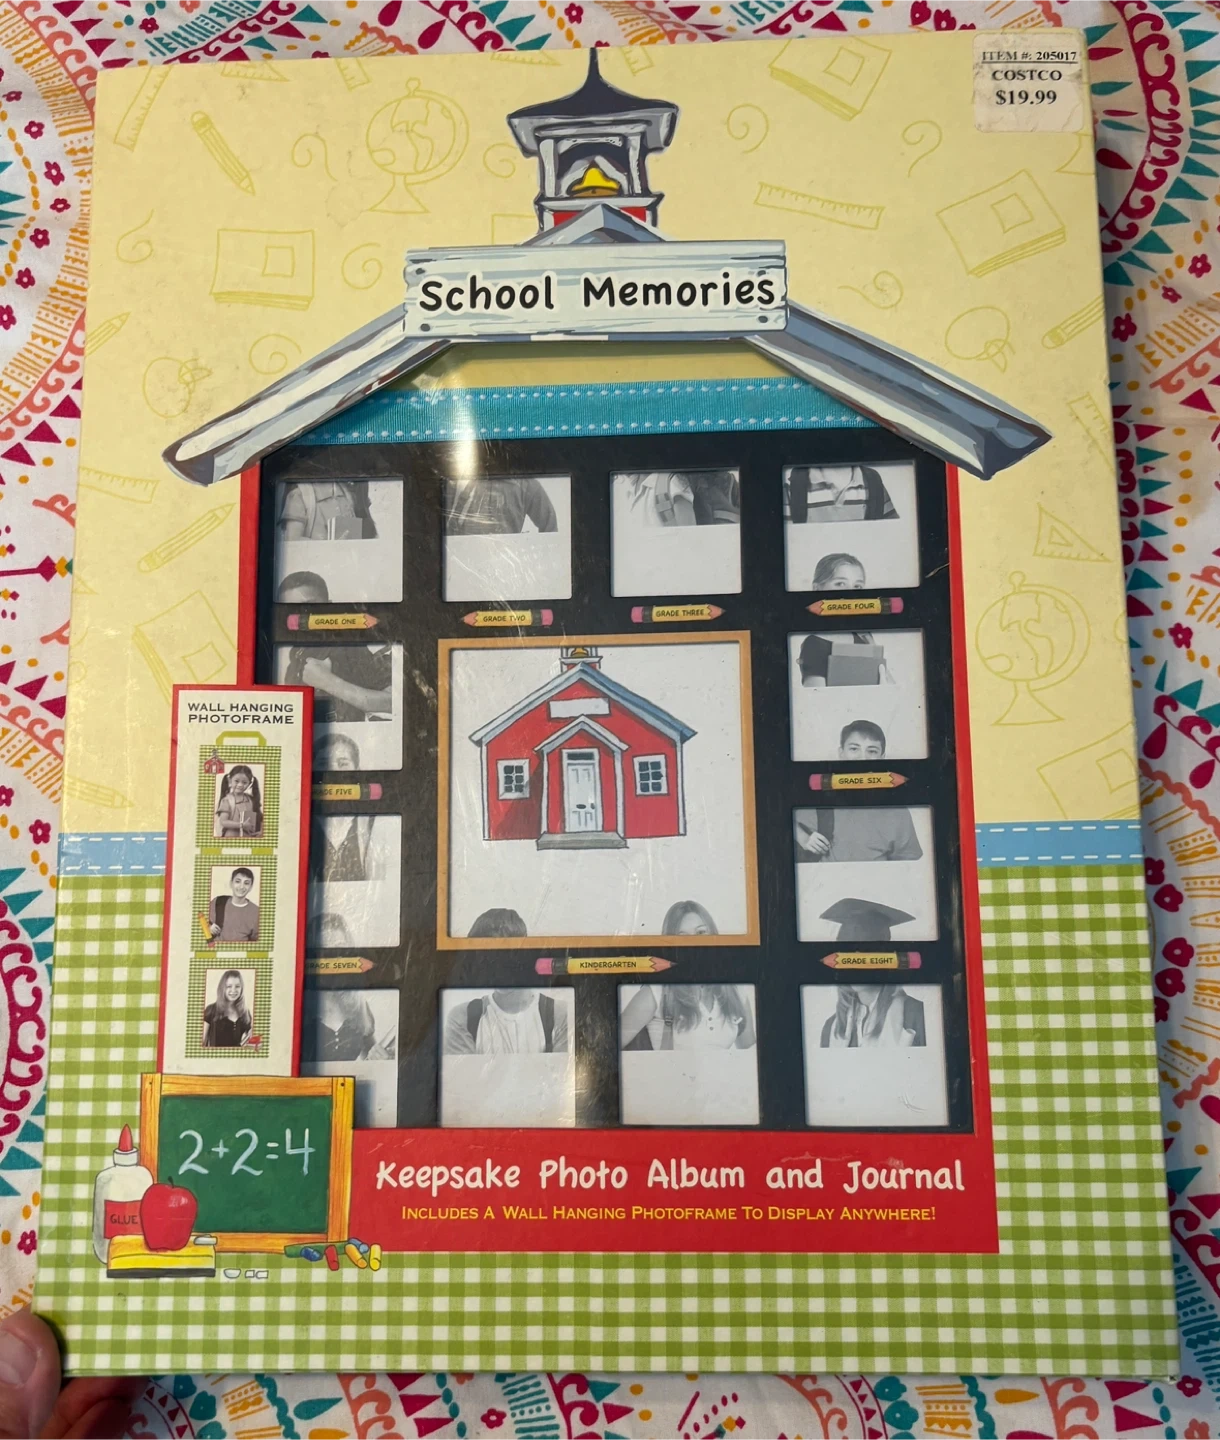 ITEM #: 205017
COSTCO
$19.99
School Memories
GRADE ONE
GRADE TWO
GRADE THREE
GRADE FOUR
WALL HANGING
PHOTOFRAME
GRADE SIX
KINDERGARTEN
GRADE EIGHT
FIVE
SEVEN
2+2=4
GLUE
Keepsake Photo Album and Journal
INCLUDES A WALL HANGING PHOTOFRAME TO DISPLAY ANYWHERE!